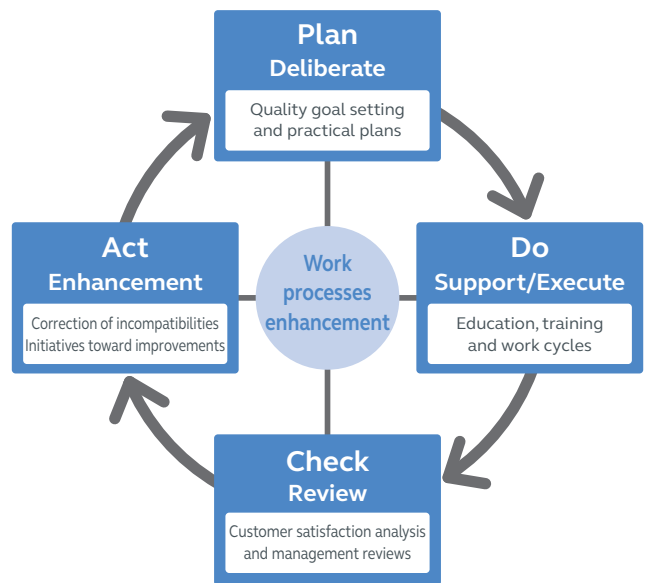 Plan
Deliberate
Quality goal setting
and practical plans
Do
Support/Execute
Education, training
and work cycles
Check
Review
Customer satisfaction analysis
and management reviews
Act
Enhancement
Correction of incompatibilities
Initiatives toward improvements
Work
processes
enhancement